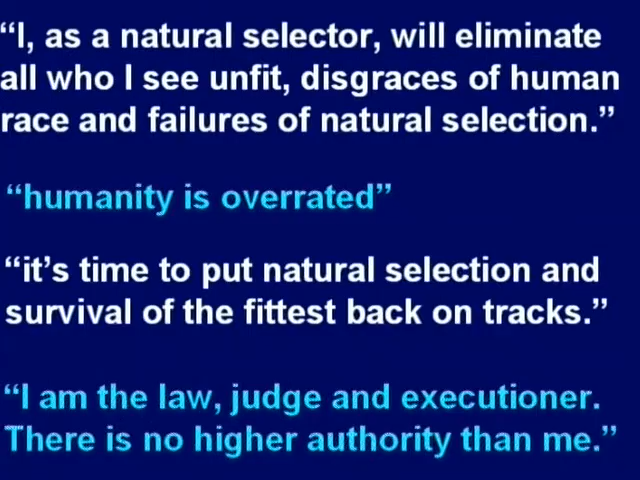 “I, as a natural selector, will eliminate
all who I see unfit, disgraces of human
race and failures of natural selection.”
“humanity is overrated”
“it’s time to put natural selection and
survival of the fittest back on tracks.”
“I am the law, judge and executioner.
There is no higher authority than me.”